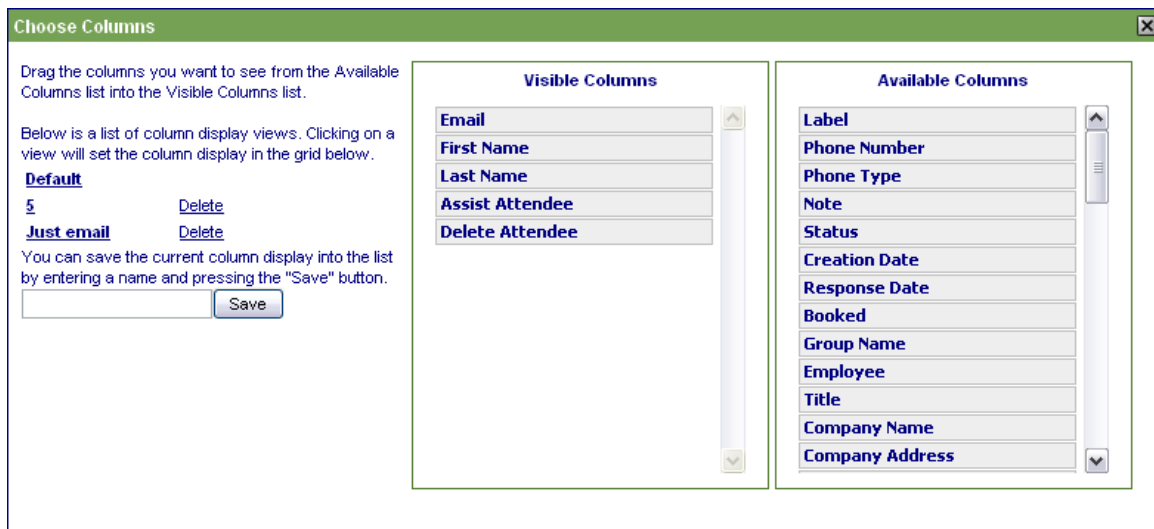 Choose Columns
Drag the columns you want to see from the Available
Columns list into the Visible Columns list.
Below is a list of column display views. Clicking on a
view will set the column display in the grid below.
Default
5 Delete
Just email Delete
You can save the current column display into the list
by entering a name and pressing the "Save" button.
Save
Visible Columns
Email
First Name
Last Name
Assist Attendee
Delete Attendee
Available Columns
Label
Phone Number
Phone Type
Note
Status
Creation Date
Response Date
Booked
Group Name
Employee
Title
Company Name
Company Address